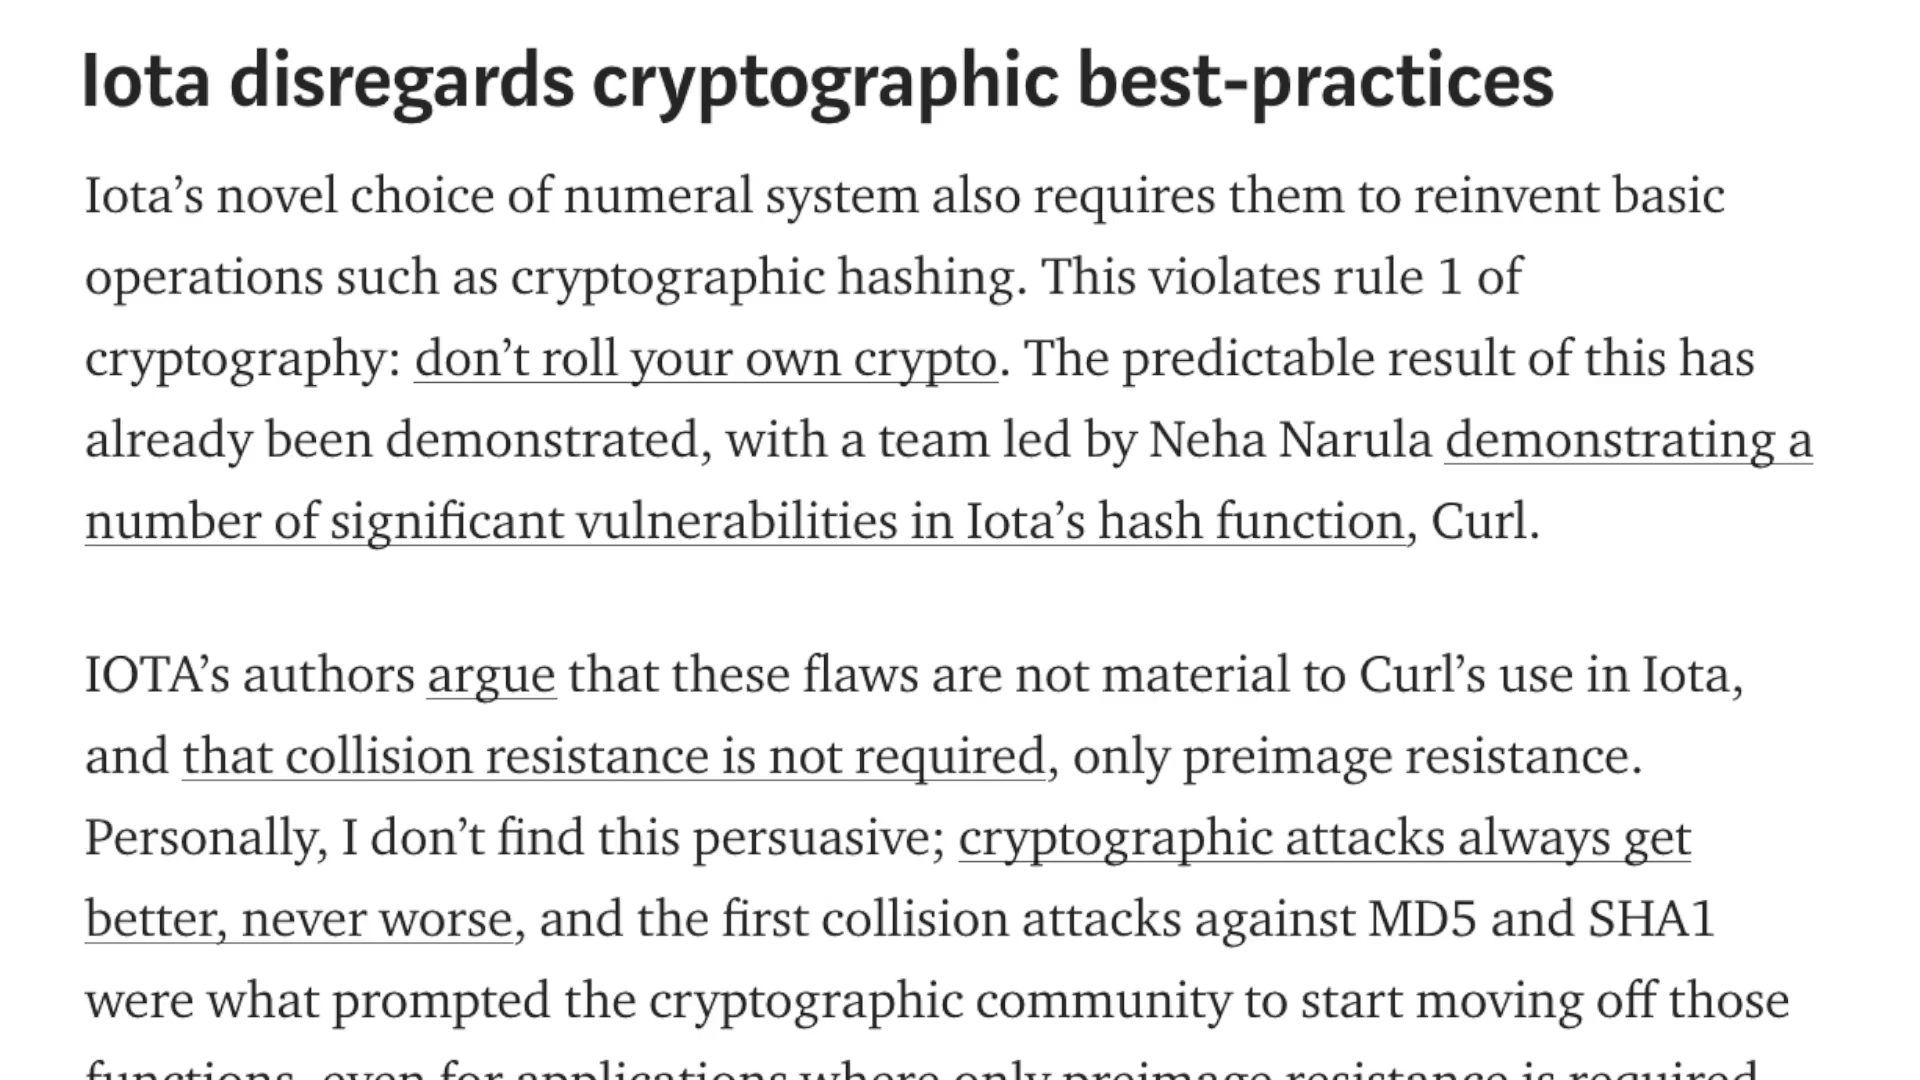 Iota disregards cryptographic best-practices
Iota’s novel choice of numeral system also requires them to reinvent basic
operations such as cryptographic hashing. This violates rule 1 of
cryptography: don’t roll your own crypto. The predictable result of this has
already been demonstrated, with a team led by Neha Narula demonstrating a
number of significant vulnerabilities in Iota’s hash function, Curl.
IOTA’s authors argue that these flaws are not material to Curl’s use in Iota,
and that collision resistance is not required, only preimage resistance.
Personally, I don’t find this persuasive; cryptographic attacks always get
better, never worse, and the first collision attacks against MD5 and SHA1
were what prompted the cryptographic community to start moving off those
functions, even for applications where only preimage resistance is required